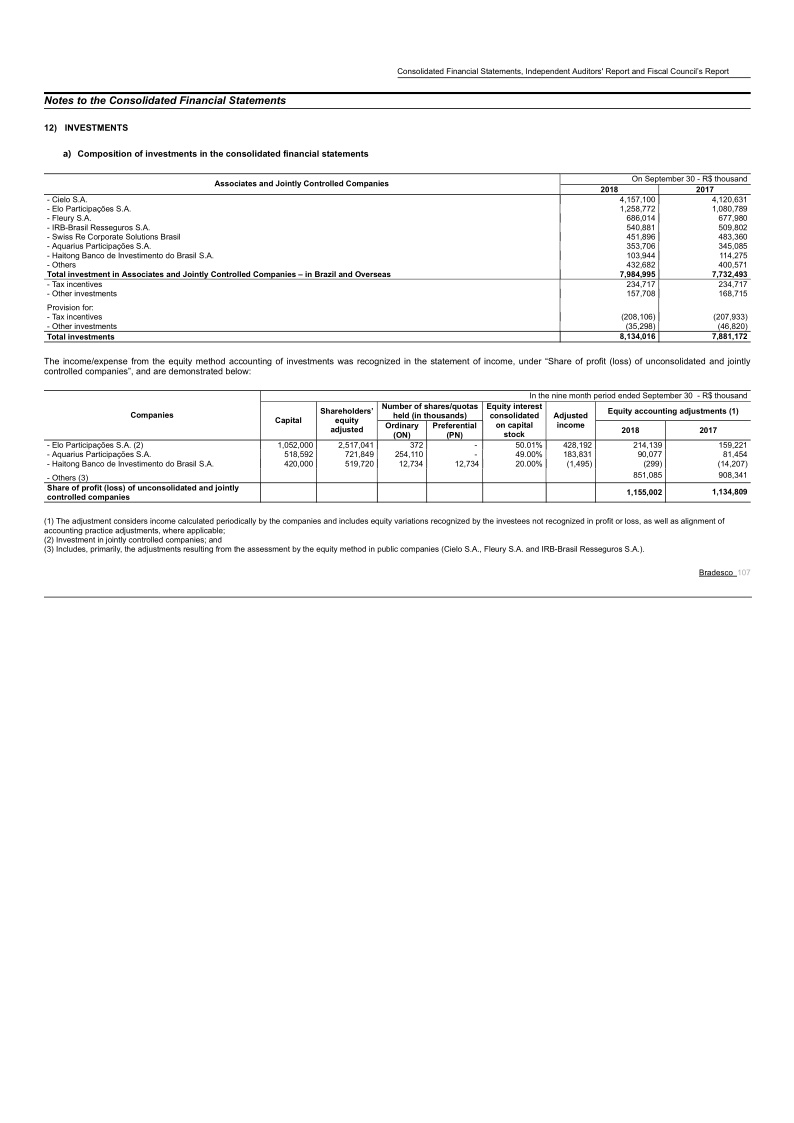 Consolidated Financial Statements, Independent Auditors' Report and Fiscal Council's Report
Notes to the Consolidated Financial Statements
12) INVESTMENTS
a) Composition of investments in the consolidated financial statements
Associates and Jointly Controlled Companies On September 30 - R$ thousand
2018 2017
- Cielo S.A. 4,157,100 4,120,631
- Elo Participações S.A. 1,258,772 1,080,789
- Fleury S.A. 686,014 677,980
- IRB-Brasil Resseguros S.A. 540,881 509,802
- Swiss Re Corporate Solutions Brasil 451,896 483,360
- Aquarius Participações S.A. 353,706 345,085
- Haitong Banco de Investimento do Brasil S.A. 103,944 114,275
- Others 432,682 400,571
Total investment in Associates and Jointly Controlled Companies – in Brazil and Overseas 7,984,995 7,732,493
- Tax incentives 234,717 234,717
- Other investments 157,708 168,715
Provision for:
- Tax incentives (208,106) (207,933)
- Other investments (35,298) (46,820)
Total investments 8,134,016 7,881,172
The income/expense from the equity method accounting of investments was recognized in the statement of income, under “Share of profit (loss) of unconsolidated and jointly
controlled companies”, and are demonstrated below:
In the nine month period ended September 30 - R$ thousand
Companies Capital Shareholders' equity adjusted Number of shares/quotas held (in thousands) Equity interest consolidated on capital stock Adjusted income Equity accounting adjustments (1)
Ordinary (ON) Preferential (PN) 2018 2017
- Elo Participações S.A. (2) 1,052,000 2,517,041 372 - 50.01% 428,192 214,139 159,221
- Aquarius Participações S.A. 518,592 721,849 254,110 - 49.00% 183,831 90,077 81,454
- Haitong Banco de Investimento do Brasil S.A. 420,000 519,720 12,734 12,734 20.00% (1,495) (299) (14,207)
- Others (3) 851,085 908,341
Share of profit (loss) of unconsolidated and jointly
controlled companies 1,155,002 1,134,809
(1) The adjustment considers income calculated periodically by the companies and includes equity variations recognized by the investees not recognized in profit or loss, as well as alignment of
accounting practice adjustments, where applicable;
(2) Investment in jointly controlled companies; and
(3) Includes, primarily, the adjustments resulting from the assessment by the equity method in public companies (Cielo S.A., Fleury S.A. and IRB-Brasil Resseguros S.A.).
Bradesco 107